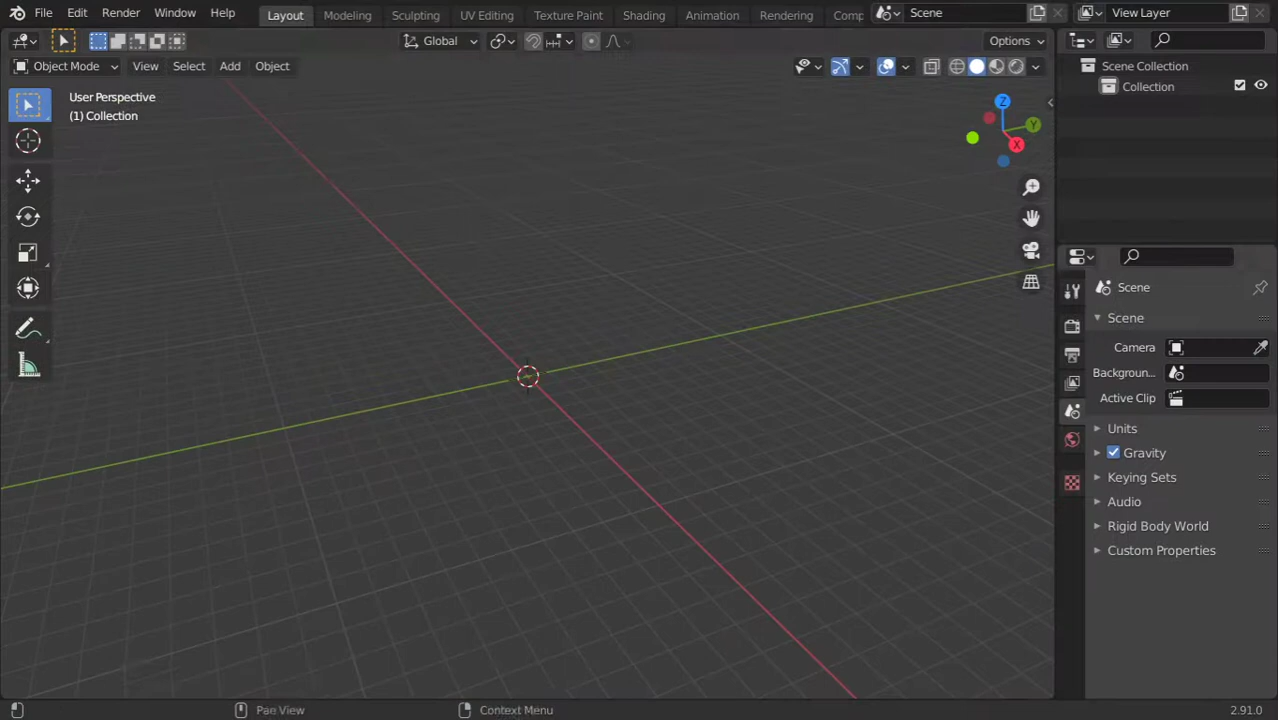 File Edit Render Window Help Layout Modeling Sculpting UV Editing Texture Paint Shading Animation Rendering Comp Scene View Layer
Global Options
Object Mode View Select Add Object
User Perspective
(1) Collection
Z
Y
X
Scene Collection
Collection
Scene
Scene
Camera
Backgroun...
Active Clip
Units
Gravity
Keying Sets
Audio
Rigid Body World
Custom Properties
Pan View Context Menu 2.91.0